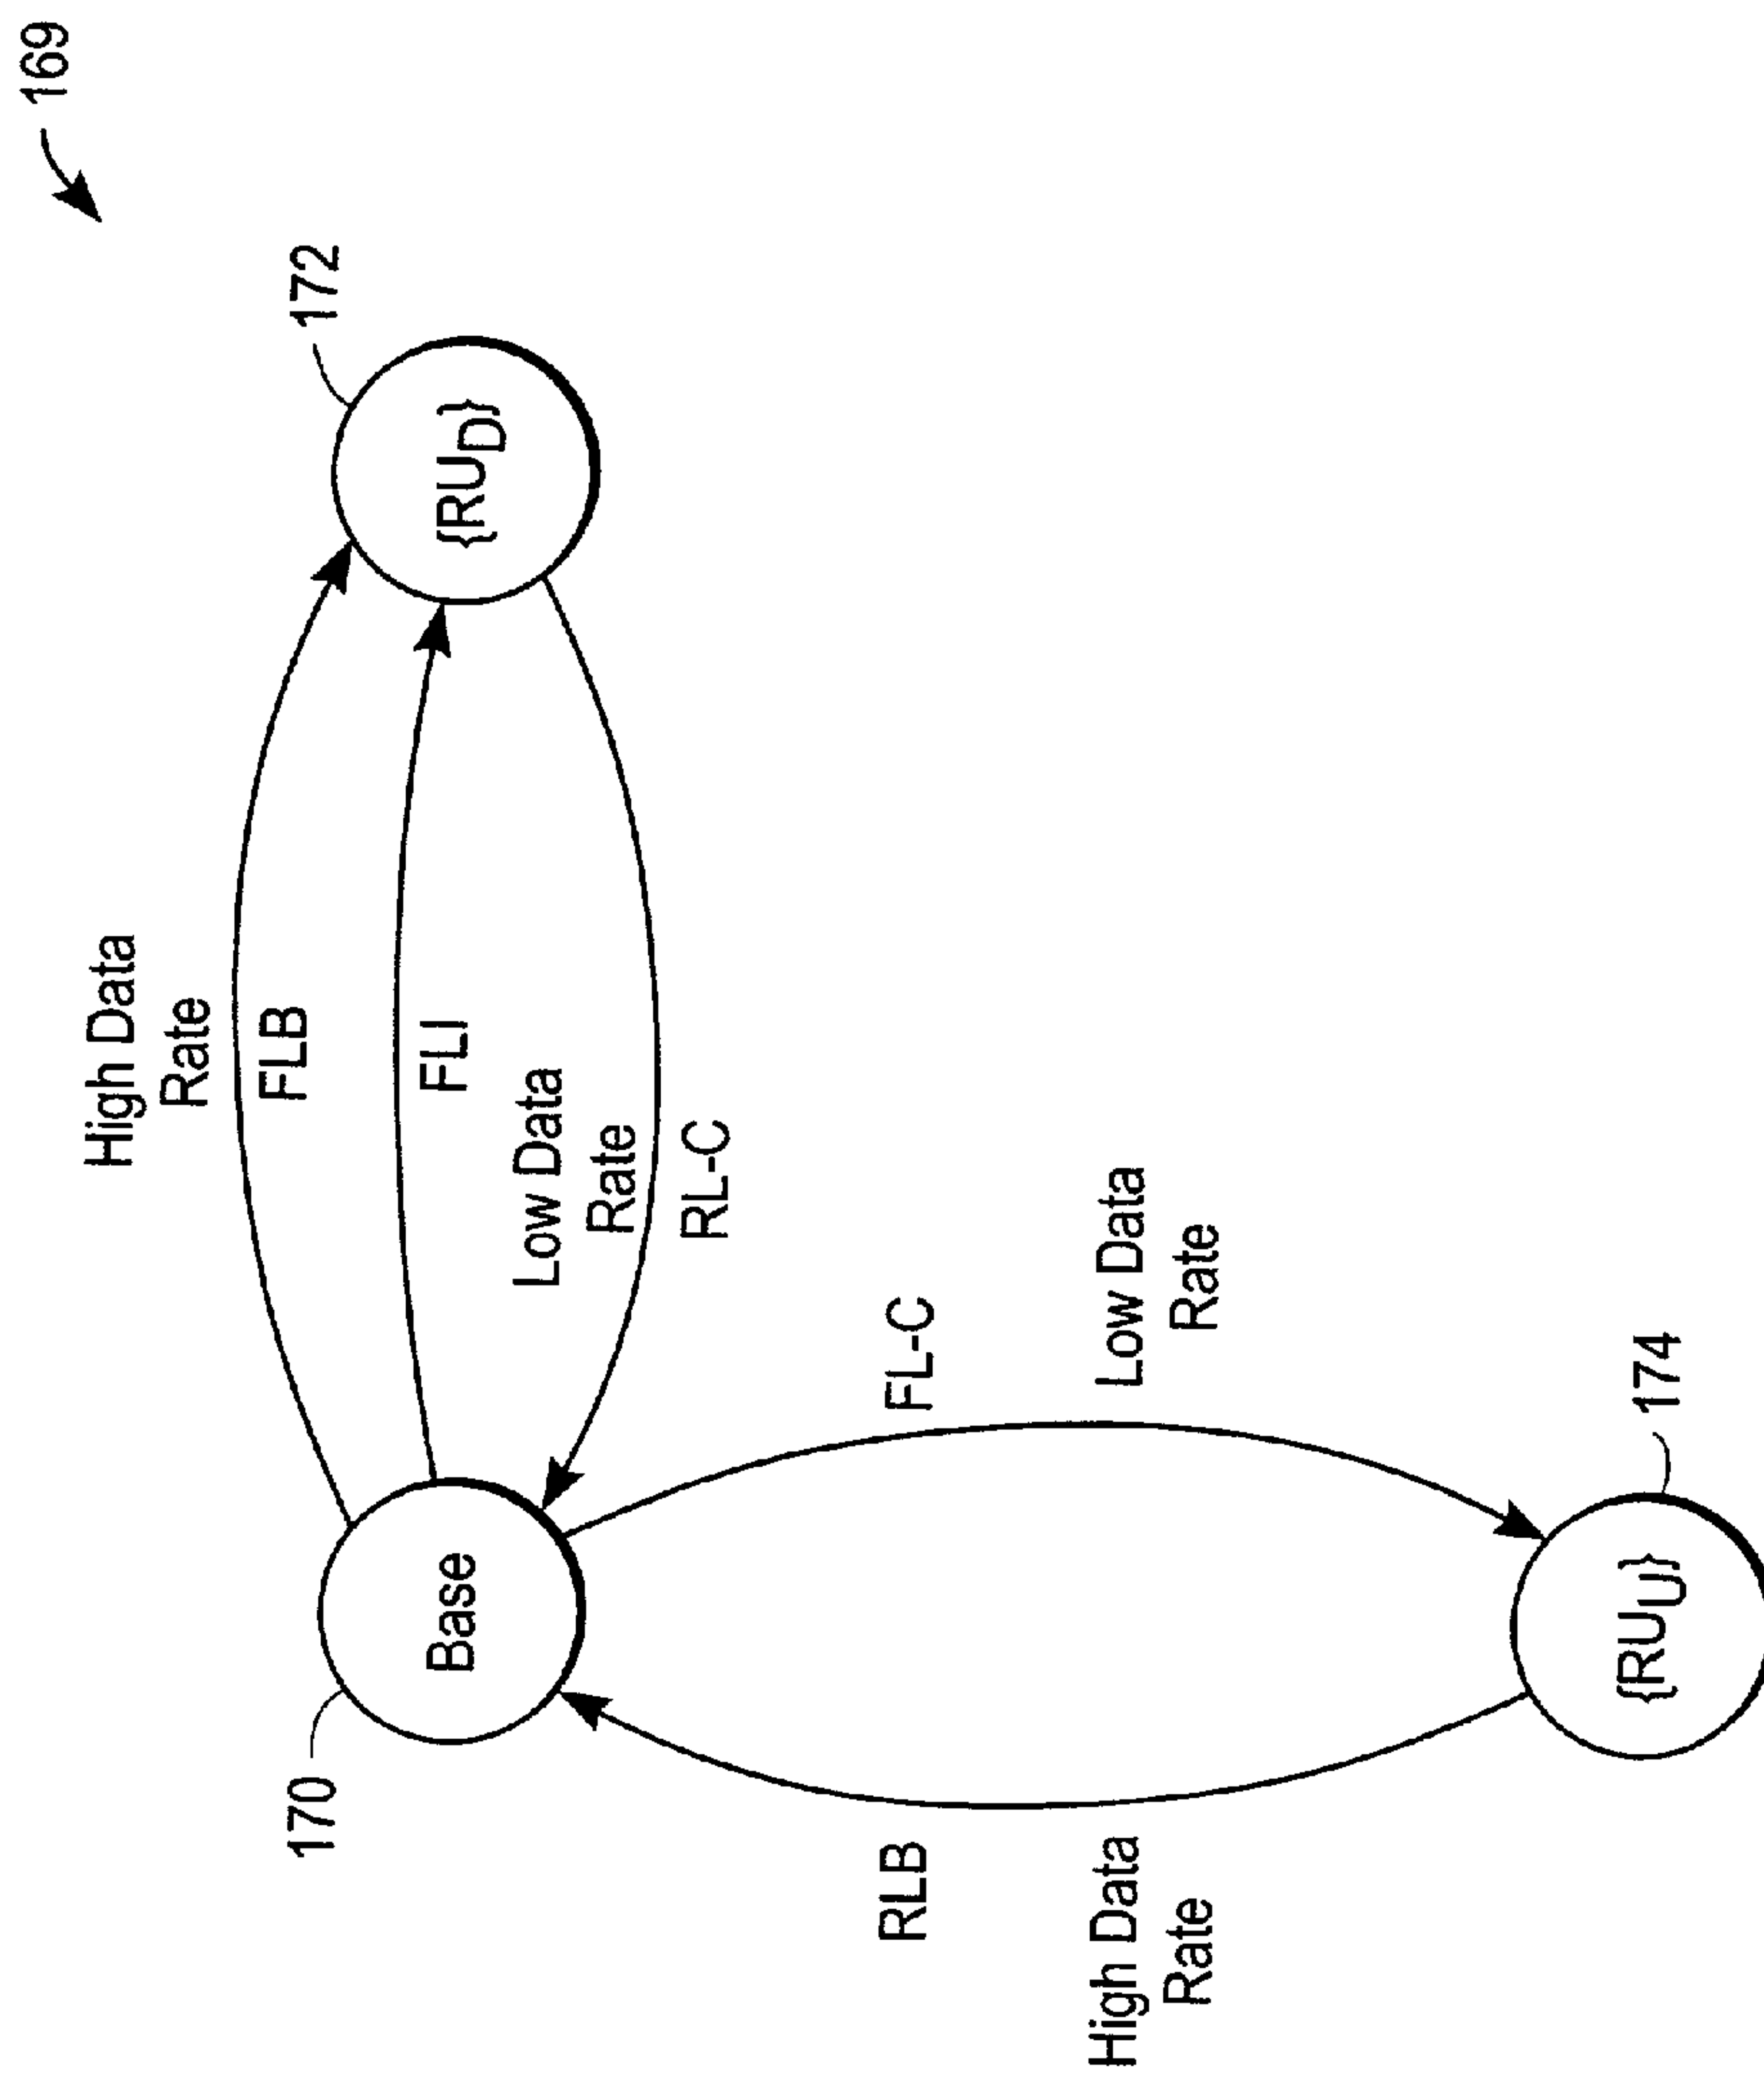 169
172
{RUD}
High Data
Rate
FLB
FLI
Low Data
Rate
RL-C
170
Base
FL-C
Low Data
Rate
RLB
High Data
Rate
174
{RUU}